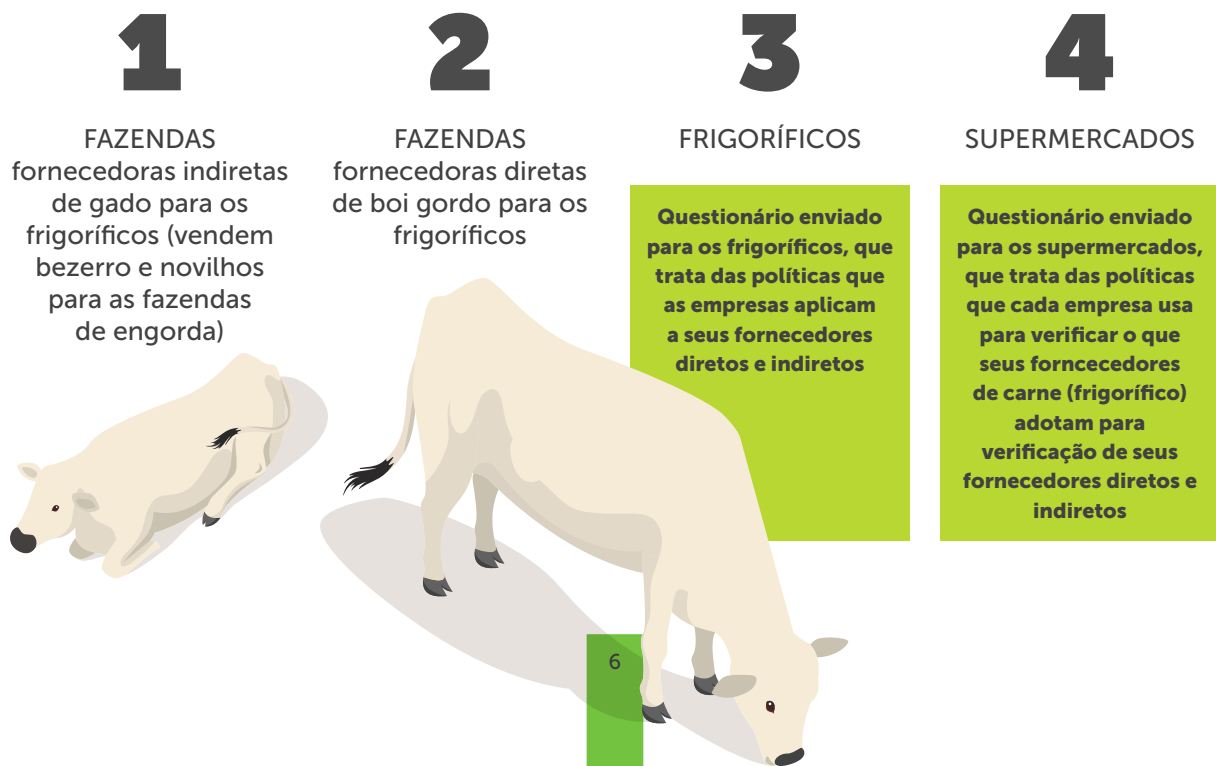 1
FAZENDAS
fornecedoras indiretas
de gado para os
frigoríficos (vendem
bezerro e novilhos
para as fazendas
de engorda)
2
FAZENDAS
fornecedoras diretas
de boi gordo para os
frigoríficos
3
FRIGORÍFICOS
Questionário enviado
para os frigoríficos, que
trata das políticas que
as empresas aplicam
a seus fornecedores
diretos e indiretos
4
SUPERMERCADOS
Questionário enviado
para os supermercados,
que trata das políticas
que cada empresa usa
para verificar o que
seus forncecedores
de carne (frigorífico)
adotam para
verificação de seus
fornecedores diretos e
indiretos
6